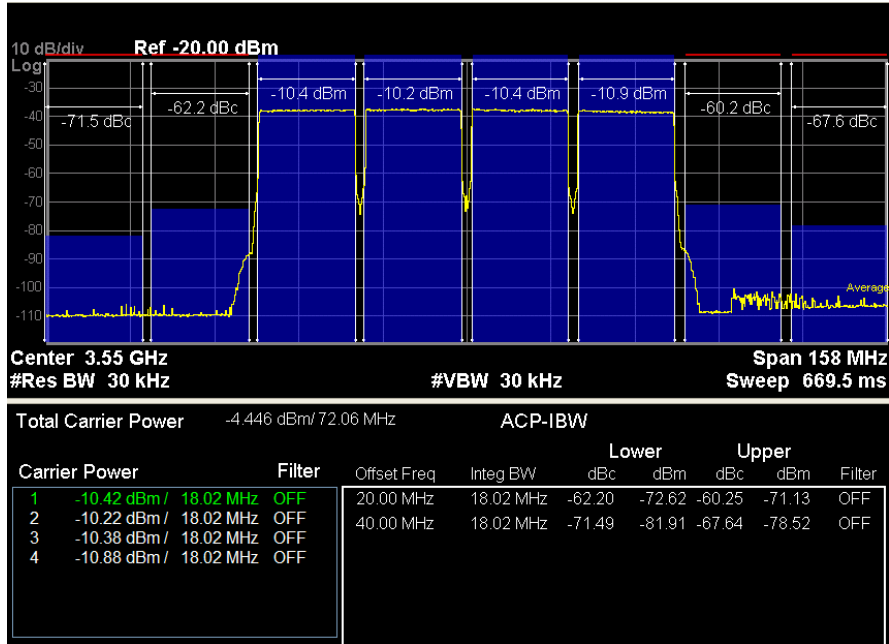 10 dB/div Ref -20.00 dBm
Log
-30
-40
-50
-60
-70
-80
-90
-100
-110
-71.5 dBc
-62.2 dBc
-10.4 dBm
-10.2 dBm
-10.4 dBm
-10.9 dBm
-60.2 dBc
-67.6 dBc
Average
Center 3.55 GHz Span 158 MHz
#Res BW 30 kHz #VBW 30 kHz Sweep 669.5 ms
Total Carrier Power -4.446 dBm/ 72.06 MHz ACP-IBW
Lower Upper
Carrier Power Filter
Offset Freq Integ BW dBc dBm dBc dBm Filter
1 -10.42 dBm / 18.02 MHz OFF
2 -10.22 dBm / 18.02 MHz OFF
3 -10.38 dBm / 18.02 MHz OFF
4 -10.88 dBm / 18.02 MHz OFF
20.00 MHz 18.02 MHz -62.20 -72.62 -60.25 -71.13 OFF
40.00 MHz 18.02 MHz -71.49 -81.91 -67.64 -78.52 OFF